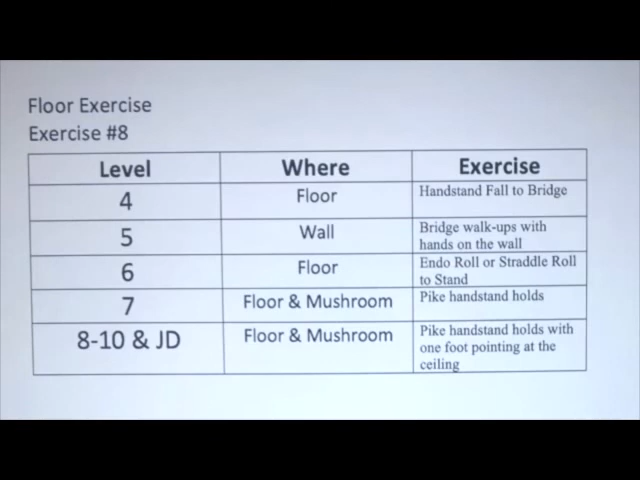 Floor Exercise
Exercise #8
Level Where Exercise
4 Floor Handstand Fall to Bridge
5 Wall Bridge walk-ups with
hands on the wall
6 Floor Endo Roll or Straddle Roll
to Stand
7 Floor & Mushroom Pike handstand holds
8-10 & JD Floor & Mushroom Pike handstand holds with
one foot pointing at the
ceiling